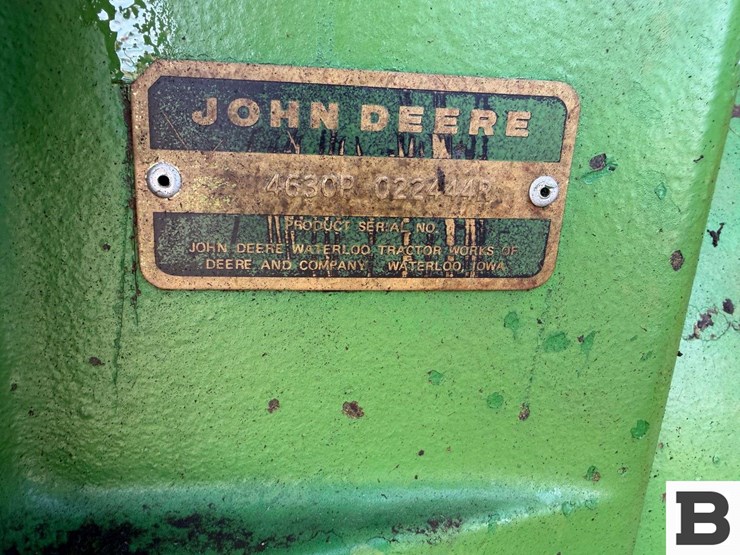 JOHN DEERE
4630P 022444R
PRODUCT SERIAL NO.
JOHN DEERE WATERLOO TRACTOR WORKS OF
DEERE AND COMPANY WATERLOO, IOWA
B